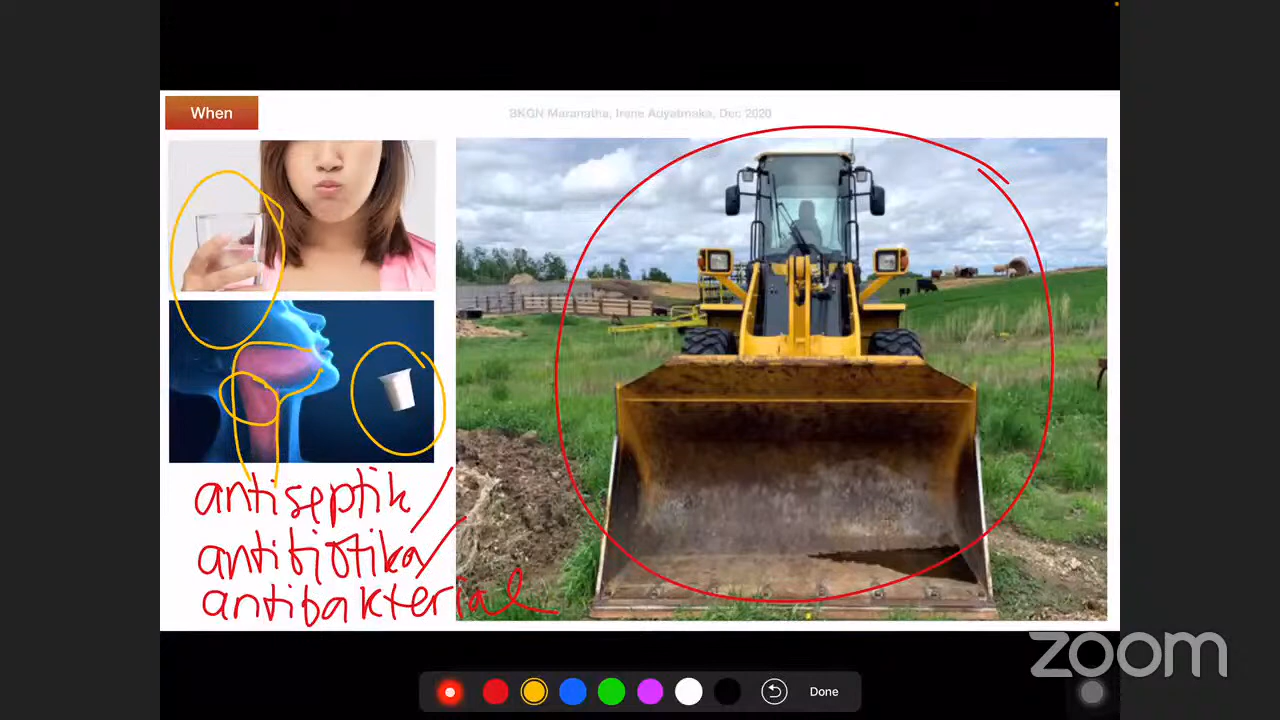 When
BKGN Maranatha, Irene Adyatmaka, Dec 2020
antiseptik/
antibiotika/
antibakterial
zoom
Done